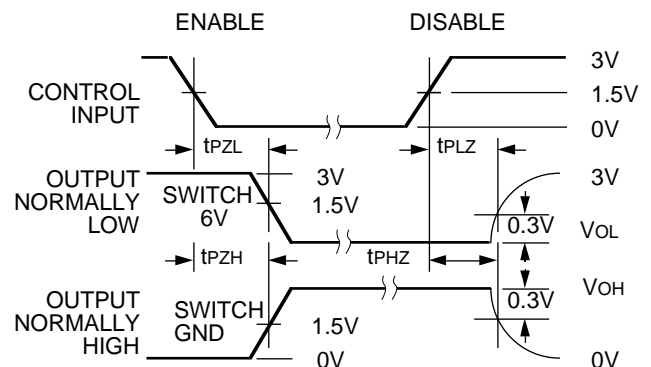 ENABLE DISABLE
3V
CONTROL INPUT 1.5V
0V
tPZL tPLZ
OUTPUT NORMALLY LOW
SWITCH 6V
3V
1.5V
3V
0.3V VOL
tPZH tPHZ
OUTPUT NORMALLY HIGH
SWITCH GND
1.5V
0V
0.3V VOH
0V